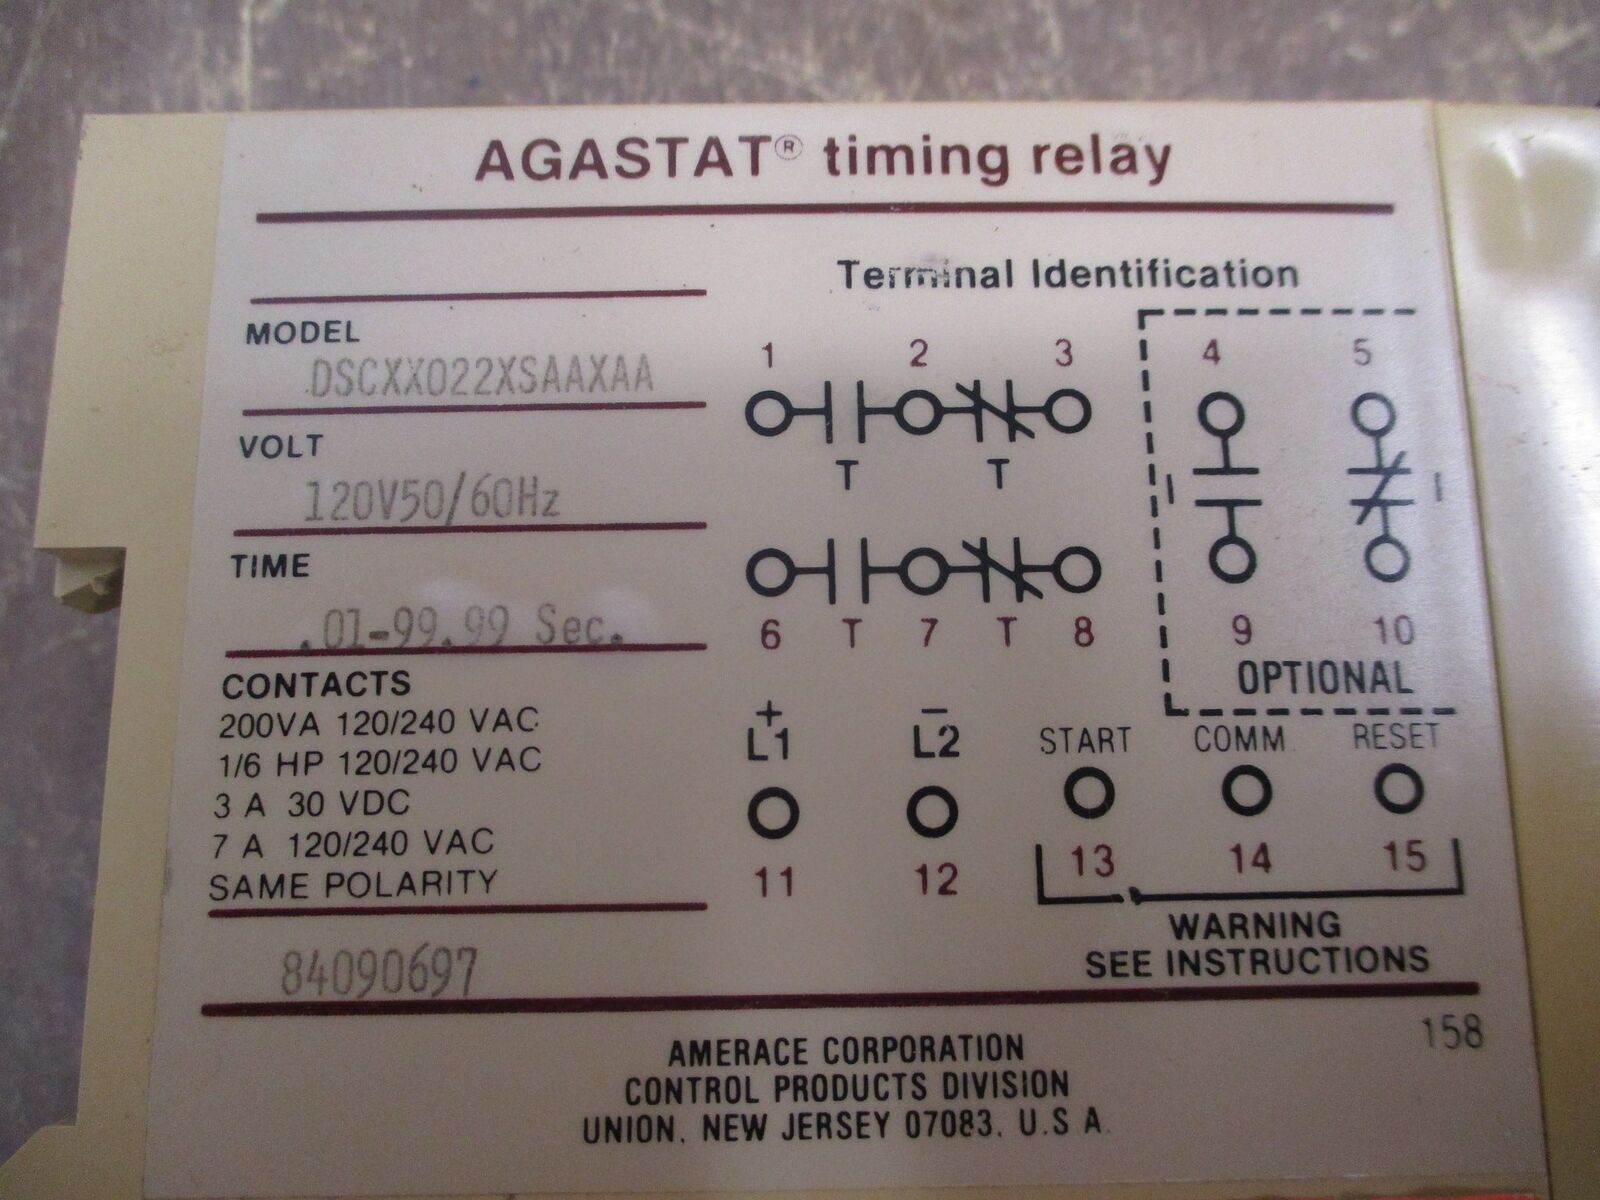 AGASTAT® timing relay
Terminal Identification
MODEL
DSCXX022XSAAXAA
VOLT
120V50/60Hz
TIME
.01-99.99 Sec.
CONTACTS
200VA 120/240 VAC
1/6 HP 120/240 VAC
3 A 30 VDC
7 A 120/240 VAC
SAME POLARITY
84090697
1 2 3 4 5
T T I I
6 T 7 T 8 9 10
OPTIONAL
+ −
L1 L2 START COMM RESET
11 12 13 14 15
WARNING
SEE INSTRUCTIONS
158
AMERACE CORPORATION
CONTROL PRODUCTS DIVISION
UNION, NEW JERSEY 07083, U.S.A.